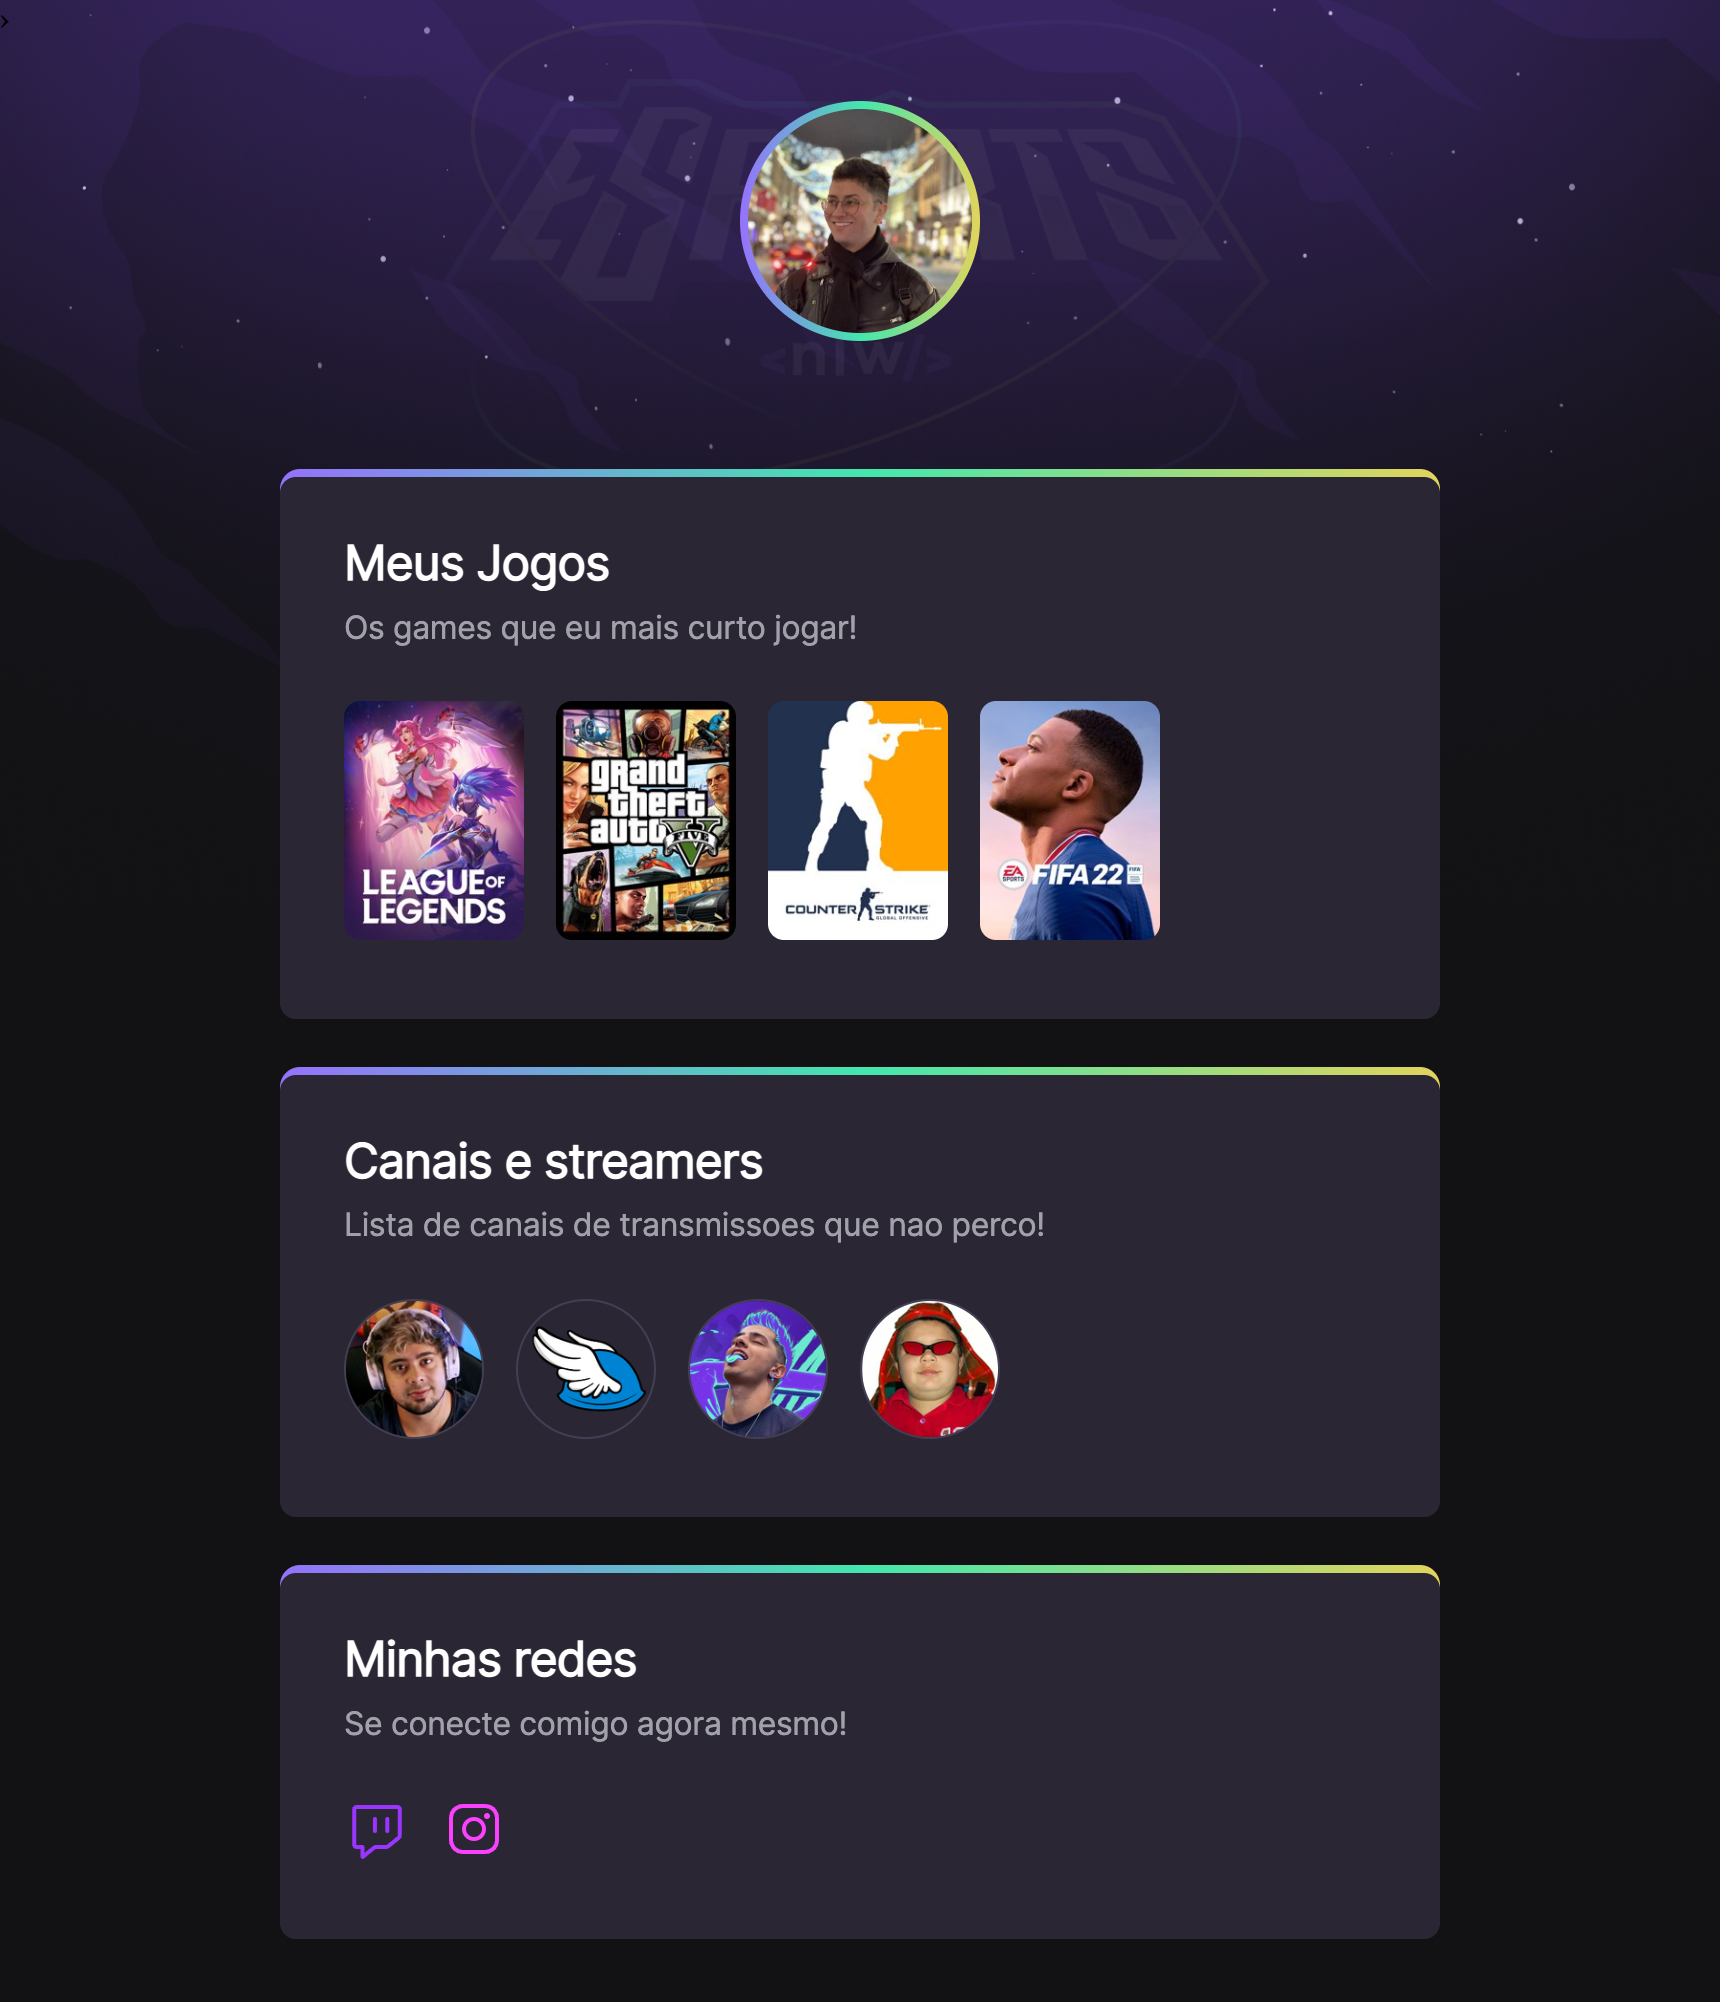 ›
ESPORTS
<nlw/>
Meus Jogos
Os games que eu mais curto jogar!
LEAGUE OF
LEGENDS
grand
theft
auto
V
FIVE
COUNTER STRIKE
GLOBAL OFFENSIVE
EA
SPORTS
FIFA 22
FIFA
Canais e streamers
Lista de canais de transmissoes que nao perco!
Minhas redes
Se conecte comigo agora mesmo!